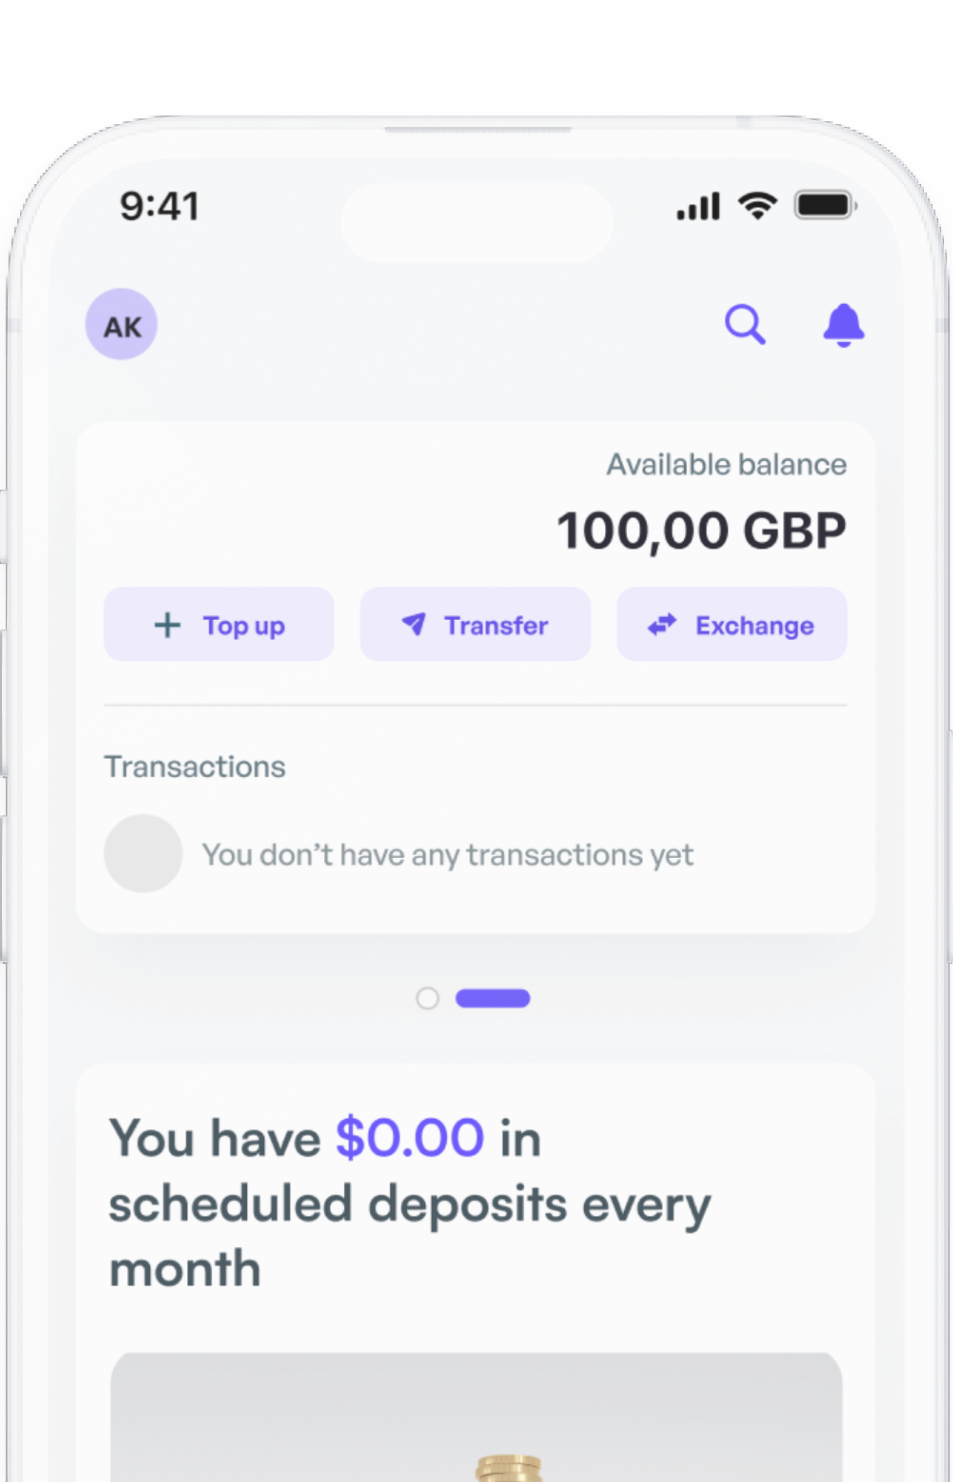 9:41
AK
Available balance
100,00 GBP
Top up Transfer Exchange
Transactions
You don’t have any transactions yet
You have $0.00 in
scheduled deposits every
month